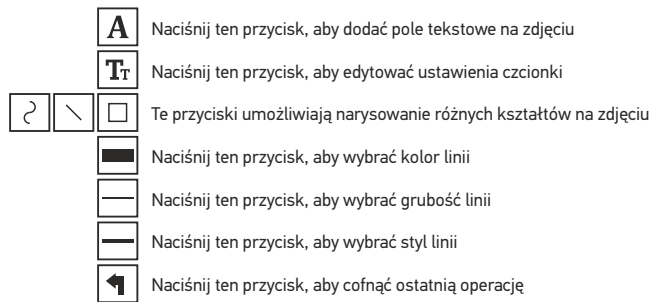 A Naciśnij ten przycisk, aby dodać pole tekstowe na zdjęciu
TT Naciśnij ten przycisk, aby edytować ustawienia czcionki
Te przyciski umożliwiają narysowanie różnych kształtów na zdjęciu
Naciśnij ten przycisk, aby wybrać kolor linii
Naciśnij ten przycisk, aby wybrać grubość linii
Naciśnij ten przycisk, aby wybrać styl linii
Naciśnij ten przycisk, aby cofnąć ostatnią operację